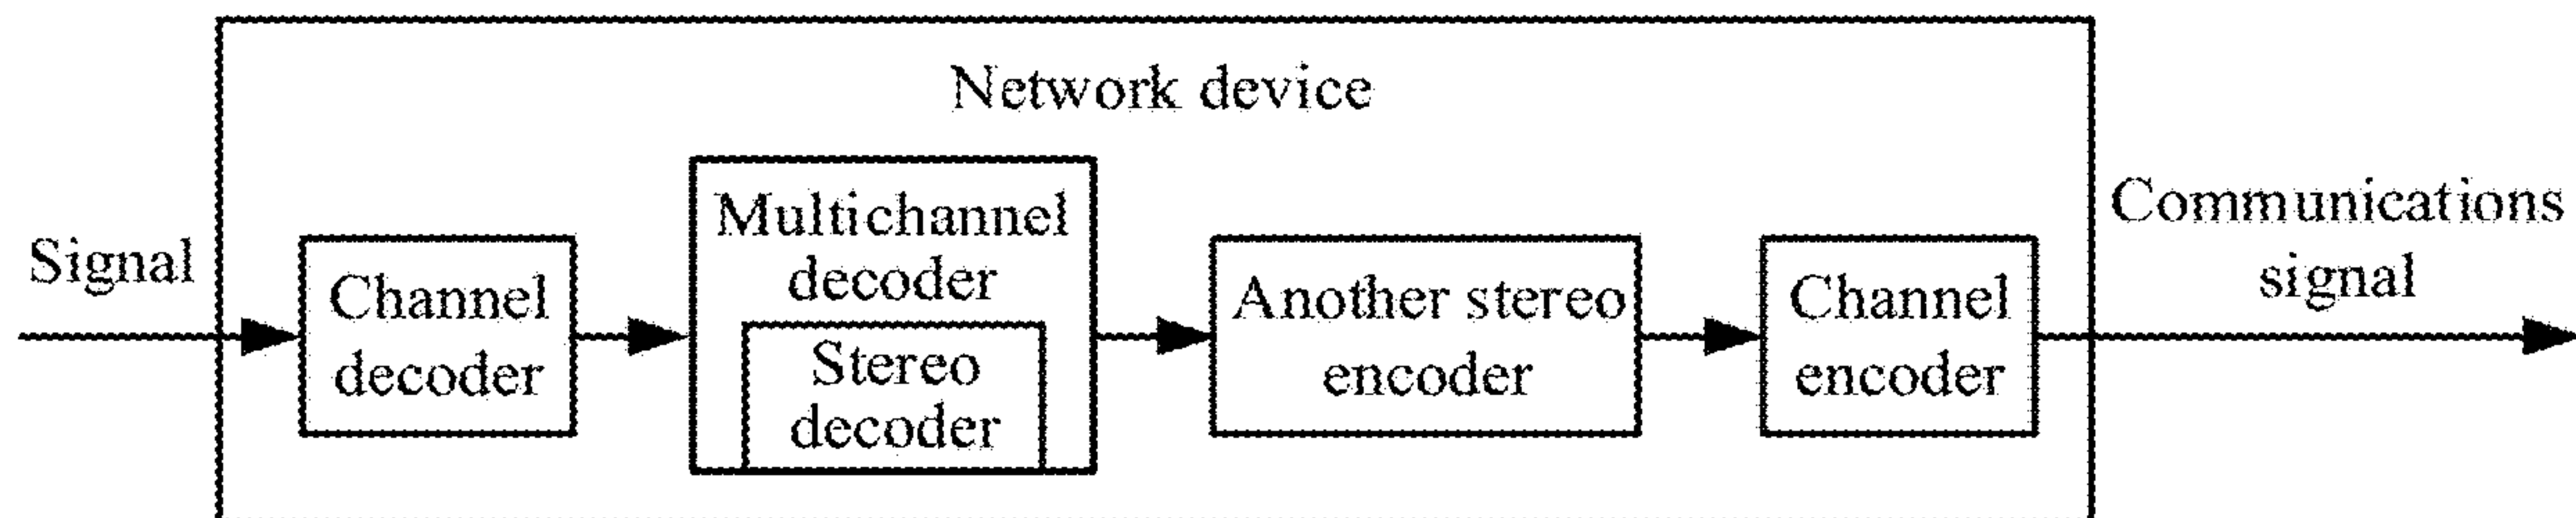 Network device
Signal
Channel
decoder
Multichannel
decoder
Stereo
decoder
Another stereo
encoder
Channel
encoder
Communications
signal